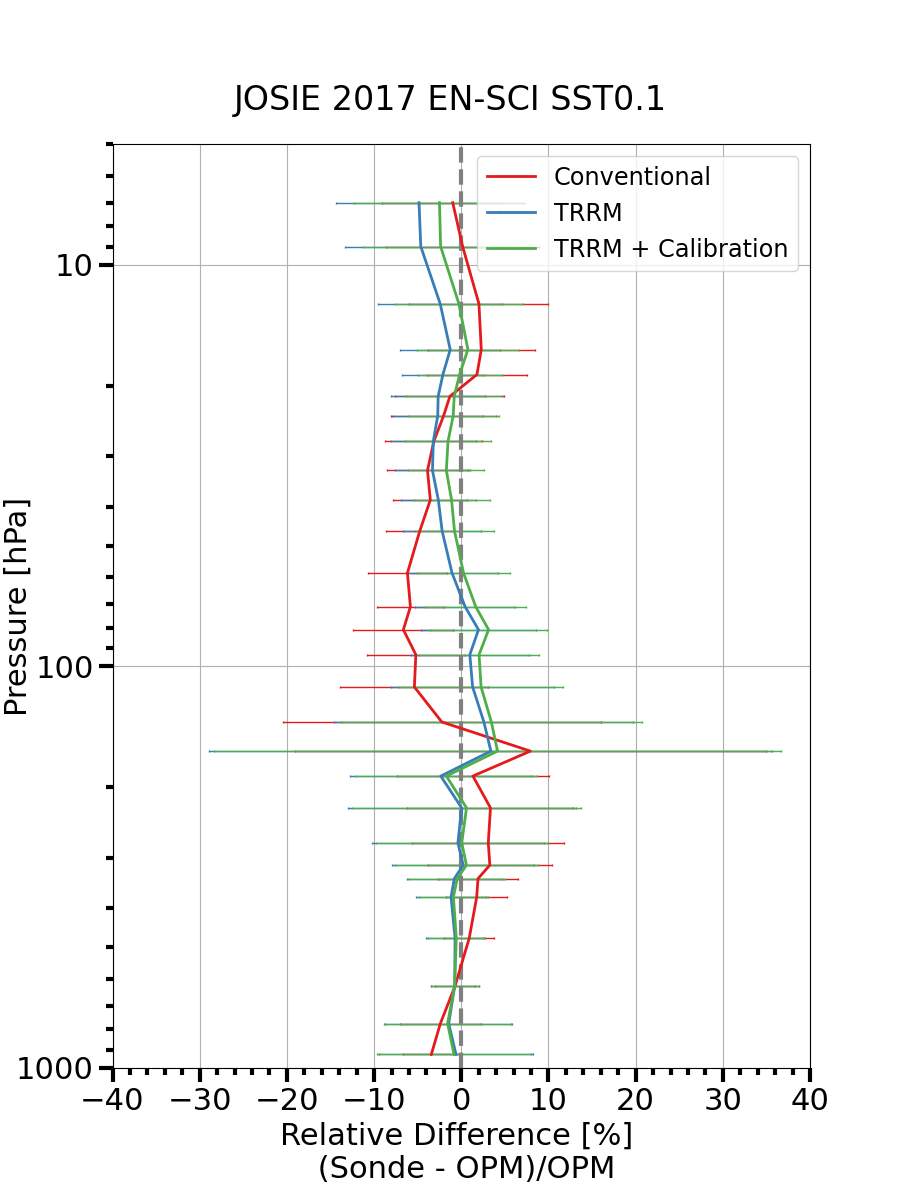 JOSIE 2017 EN-SCI SST0.1
Conventional
TRRM
TRRM + Calibration
10
100
1000
Pressure [hPa]
−40 −30 −20 −10 0 10 20 30 40
Relative Difference [%]
(Sonde - OPM)/OPM